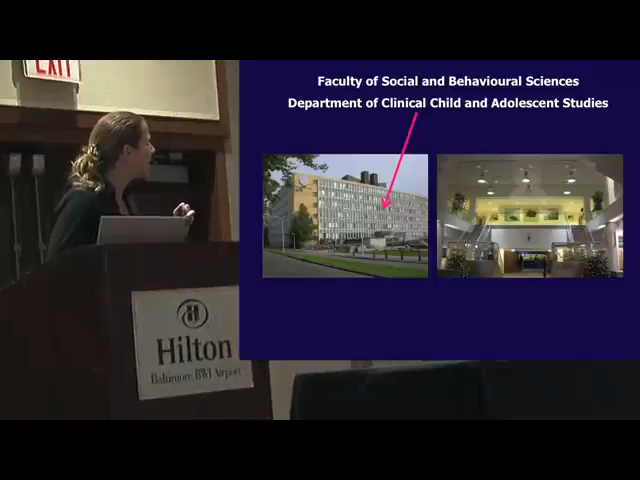 EXIT
Faculty of Social and Behavioural Sciences
Department of Clinical Child and Adolescent Studies
H
Hilton
Baltimore BWI Airport